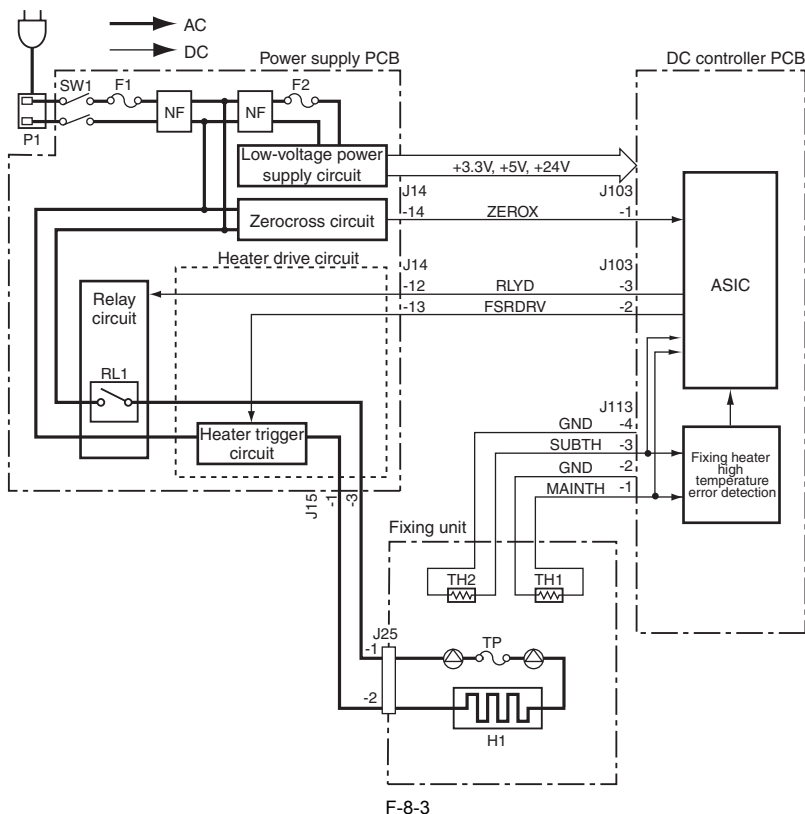 AC
DC
Power supply PCB
DC controller PCB
SW1
F1
F2
NF
NF
P1
Low-voltage power
supply circuit
+3.3V, +5V, +24V
J14
J103
Zerocross circuit
-14
ZEROX
-1
Heater drive circuit
J14
J103
ASIC
-12
RLYD
-3
-13
FSRDRV
-2
Relay
circuit
RL1
Heater trigger
circuit
J113
GND
-4
SUBTH
-3
GND
-2
MAINTH
-1
Fixing heater
high
temperature
error detection
J15
-1
-3
Fixing unit
TH2
TH1
J25
-1
TP
-2
H1
F-8-3